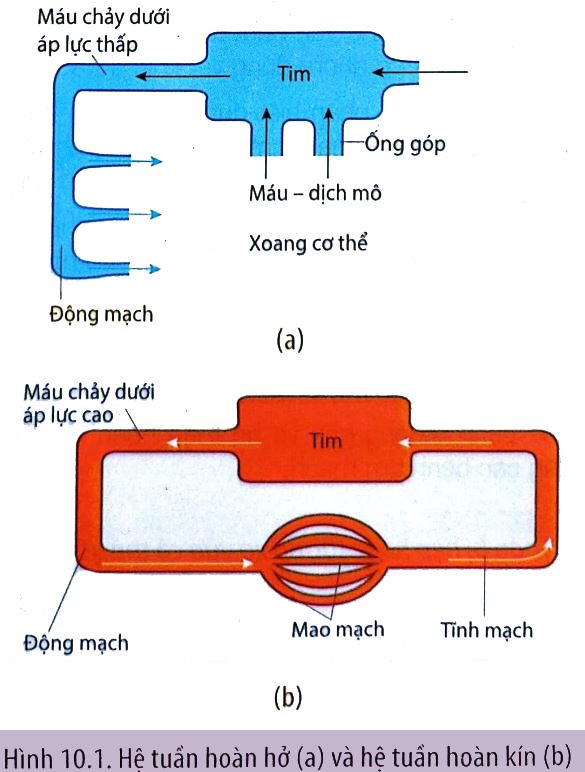 Máu chảy dưới
áp lực thấp
Tim
Ống góp
Máu – dịch mô
Xoang cơ thể
Động mạch
(a)
Máu chảy dưới
áp lực cao
Tim
Mao mạch
Tĩnh mạch
Động mạch
(b)
Hình 10.1. Hệ tuần hoàn hở (a) và hệ tuần hoàn kín (b)